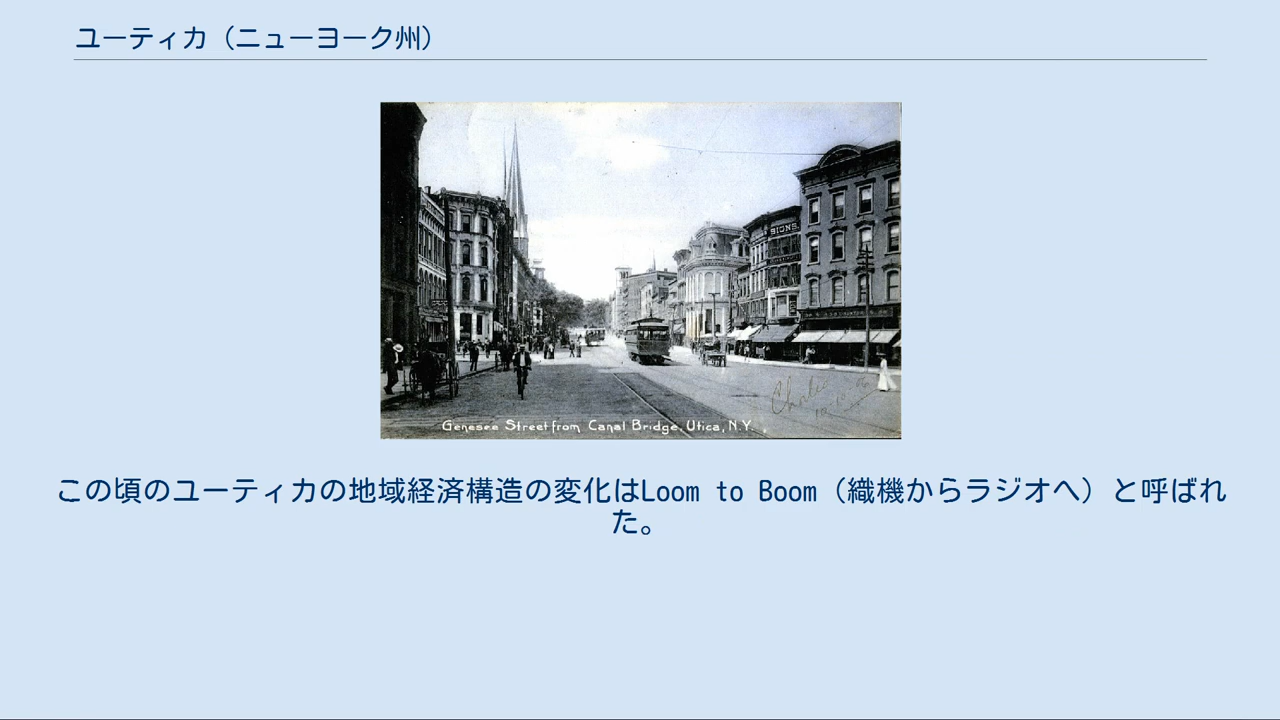 ユーティカ（ニューヨーク州）
SIGNS
Genesee Street from Canal Bridge, Utica, N.Y.
この頃のユーティカの地域経済構造の変化はLoom to Boom（織機からラジオへ）と呼ばれ
た。